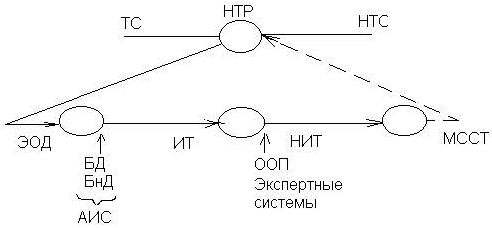 НТР
ТС
НТС
ЭОД
ИТ
НИТ
МССТ
БД
БнД
АИС
ООП
Экспертные
системы